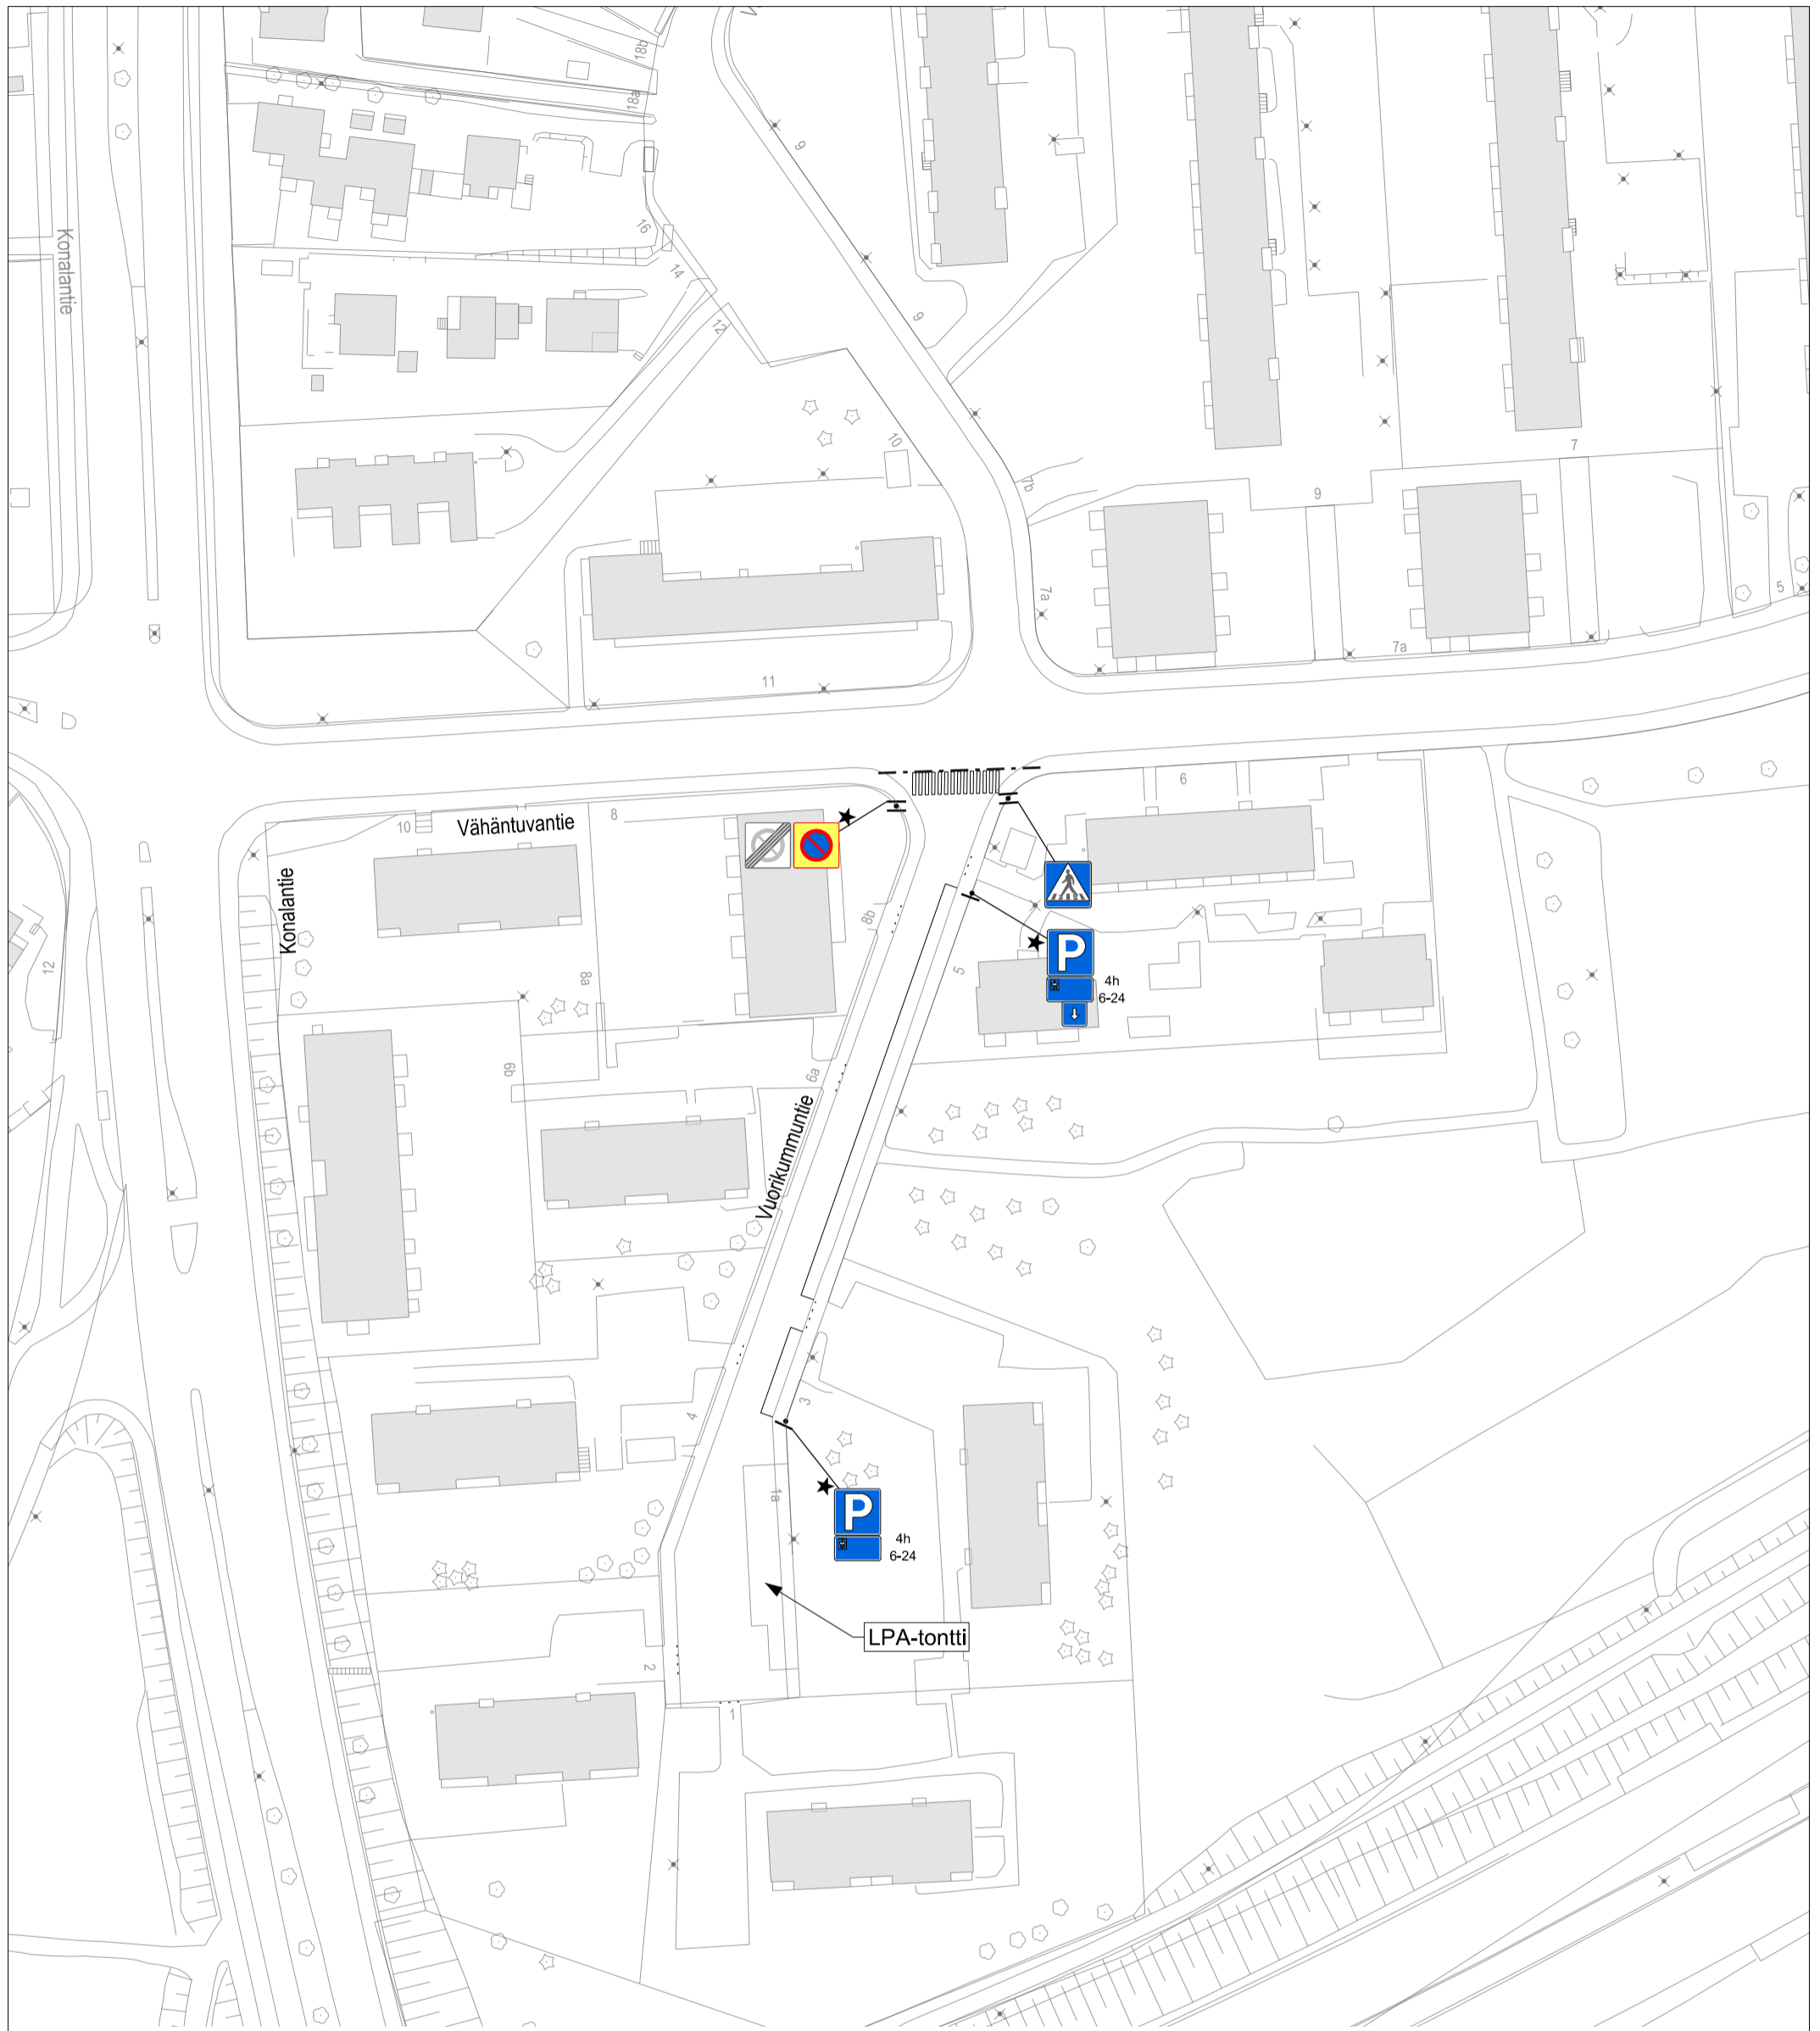 18b
18a
9
16
Konalantie
14
12
9
10
7
7b
9
7a
5
7a
11
6
8
10
Vähäntuvantie
Konalantie
8b
12
8a
5
P
4h
6-24
6b
6a
Vuorikummuntie
3
4
1a
P
4h
6-24
LPA-tontti
2
1